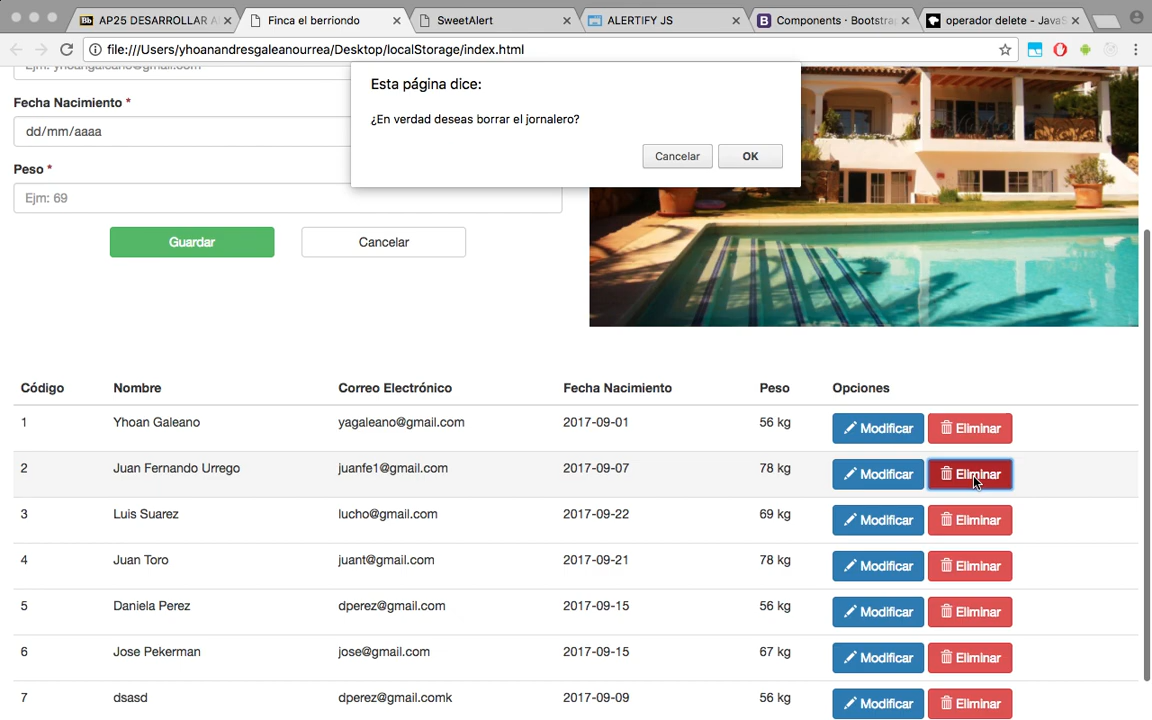 AP25 DESARROLLAR A
Finca el berriondo
SweetAlert
ALERTIFY JS
Components · Bootstra
operador delete - JavaS
file:///Users/yhoanandresgaleanourrea/Desktop/localStorage/index.html
Ejm: yhoangaleano@gmail.com
Esta página dice:
¿En verdad deseas borrar el jornalero?
Cancelar OK
Fecha Nacimiento *
dd/mm/aaaa
Peso *
Ejm: 69
Guardar Cancelar
Código Nombre Correo Electrónico Fecha Nacimiento Peso Opciones
1 Yhoan Galeano yagaleano@gmail.com 2017-09-01 56 kg Modificar Eliminar
2 Juan Fernando Urrego juanfe1@gmail.com 2017-09-07 78 kg Modificar Eliminar
3 Luis Suarez lucho@gmail.com 2017-09-22 69 kg Modificar Eliminar
4 Juan Toro juant@gmail.com 2017-09-21 78 kg Modificar Eliminar
5 Daniela Perez dperez@gmail.com 2017-09-15 56 kg Modificar Eliminar
6 Jose Pekerman jose@gmail.com 2017-09-15 67 kg Modificar Eliminar
7 dsasd dperez@gmail.comk 2017-09-09 56 kg Modificar Eliminar